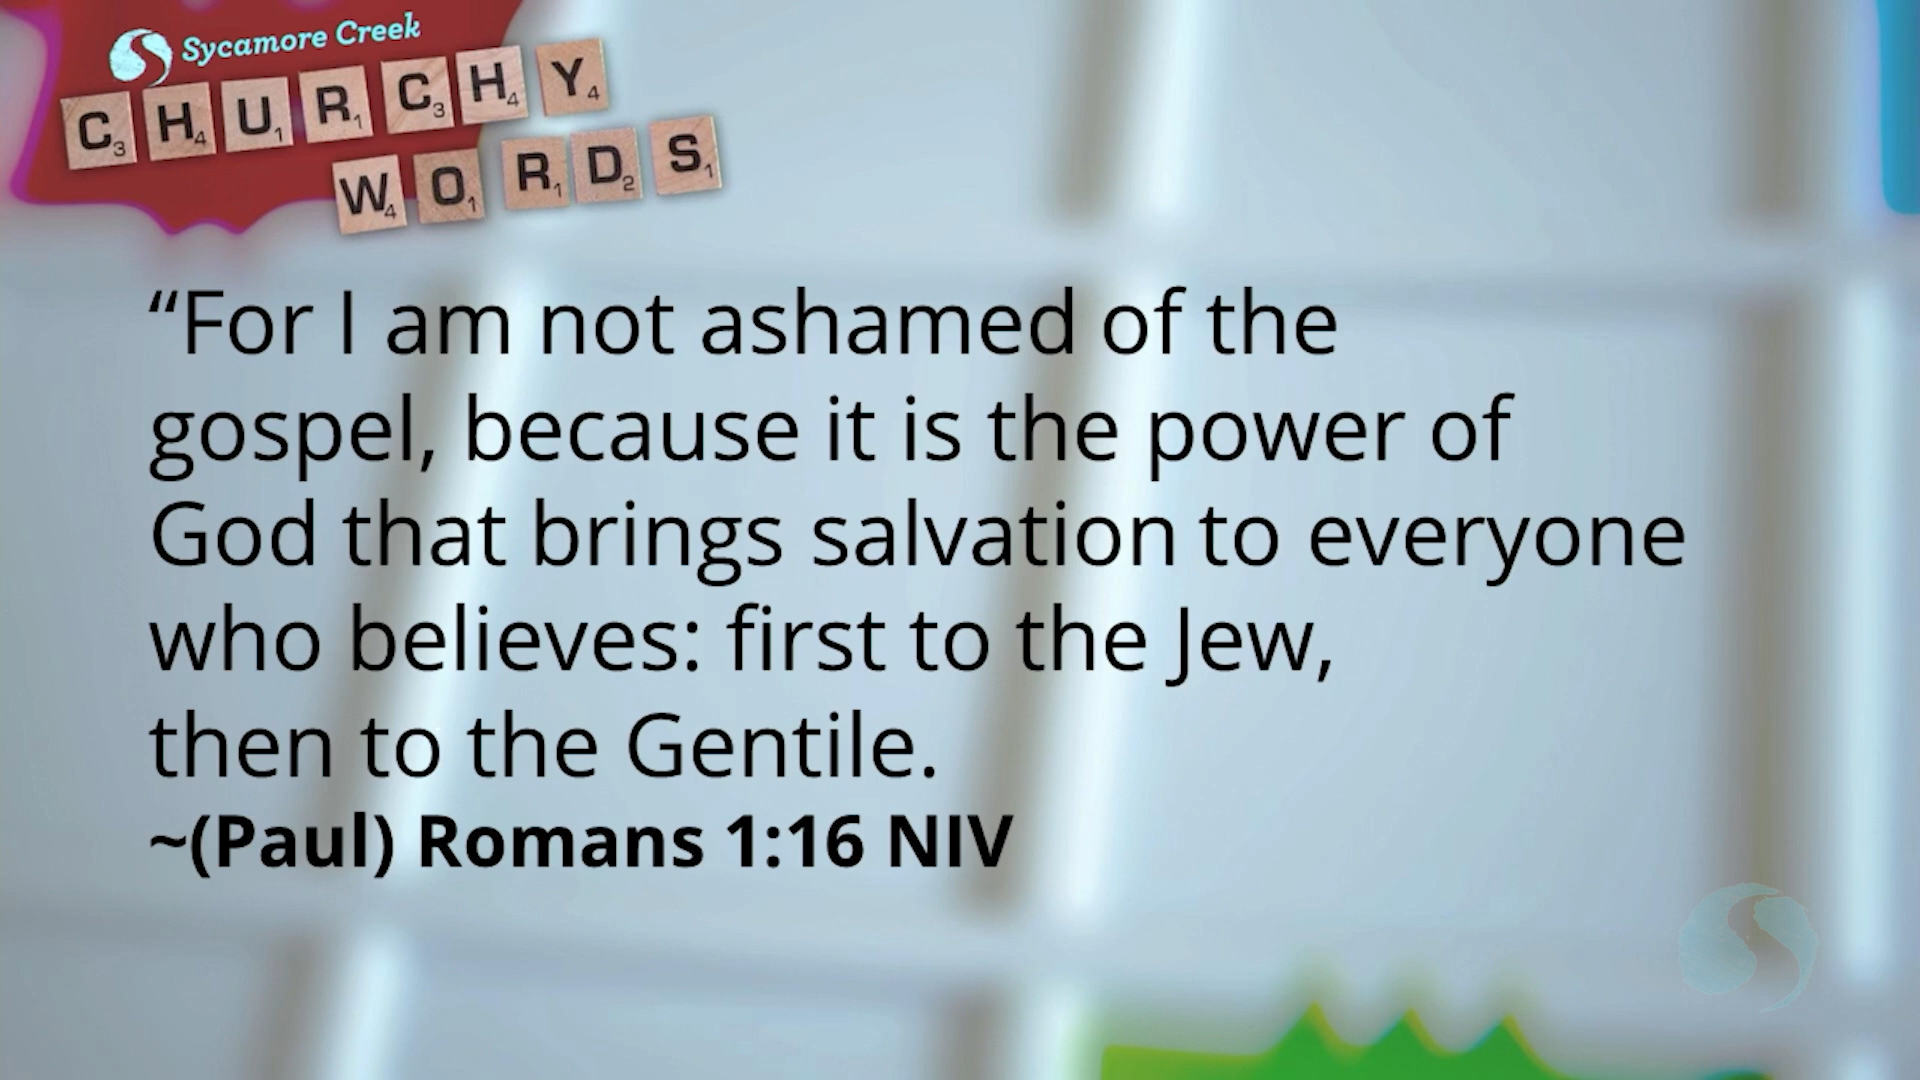 Sycamore Creek
CHURCHY
WORDS
“For I am not ashamed of the
gospel, because it is the power of
God that brings salvation to everyone
who believes: first to the Jew,
then to the Gentile.
~(Paul) Romans 1:16 NIV